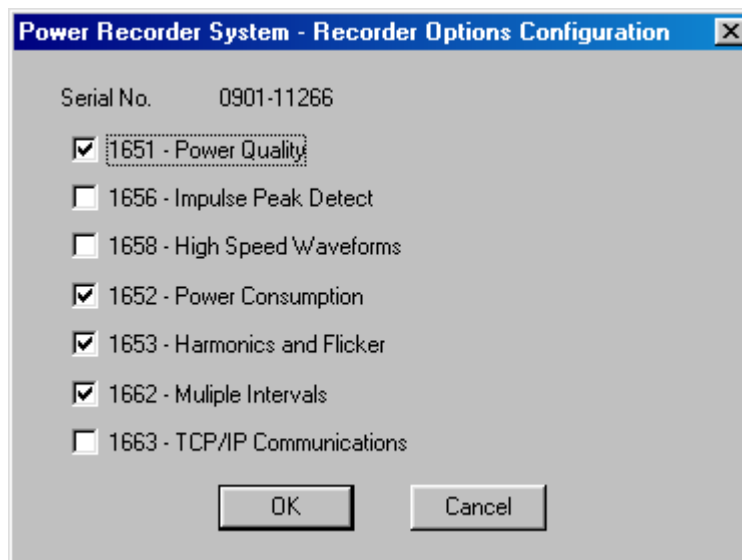 Power Recorder System - Recorder Options Configuration
Serial No. 0901-11266
1651 - Power Quality
1656 - Impulse Peak Detect
1658 - High Speed Waveforms
1652 - Power Consumption
1653 - Harmonics and Flicker
1662 - Muliple Intervals
1663 - TCP/IP Communications
OK Cancel